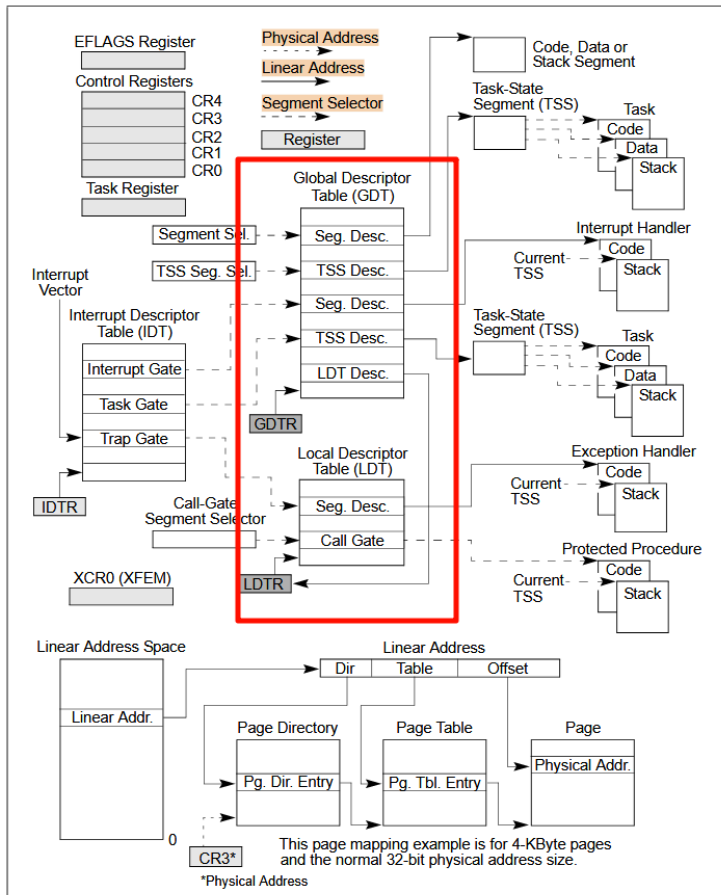 EFLAGS Register
Control Registers
CR4
CR3
CR2
CR1
CR0
Task Register
Physical Address
Linear Address
Segment Selector
Register
Code, Data or
Stack Segment
Task-State
Segment (TSS)
Task
Code
Data
Stack
Global Descriptor
Table (GDT)
Segment Sel.
Seg. Desc.
TSS Seg. Sel.
TSS Desc.
Seg. Desc.
TSS Desc.
LDT Desc.
GDTR
Interrupt Handler
Code
Current
TSS
Stack
Interrupt
Vector
Interrupt Descriptor
Table (IDT)
Interrupt Gate
Task Gate
Trap Gate
IDTR
Task-State
Segment (TSS)
Task
Code
Data
Stack
Local Descriptor
Table (LDT)
Seg. Desc.
Call Gate
LDTR
Call-Gate
Segment Selector
Exception Handler
Code
Current
TSS
Stack
Protected Procedure
Code
Current
TSS
Stack
XCR0 (XFEM)
Linear Address Space
Linear Addr.
0
Linear Address
Dir Table Offset
Page Directory
Pg. Dir. Entry
Page Table
Pg. Tbl. Entry
Page
Physical Addr.
CR3*
*Physical Address
This page mapping example is for 4-KByte pages
and the normal 32-bit physical address size.